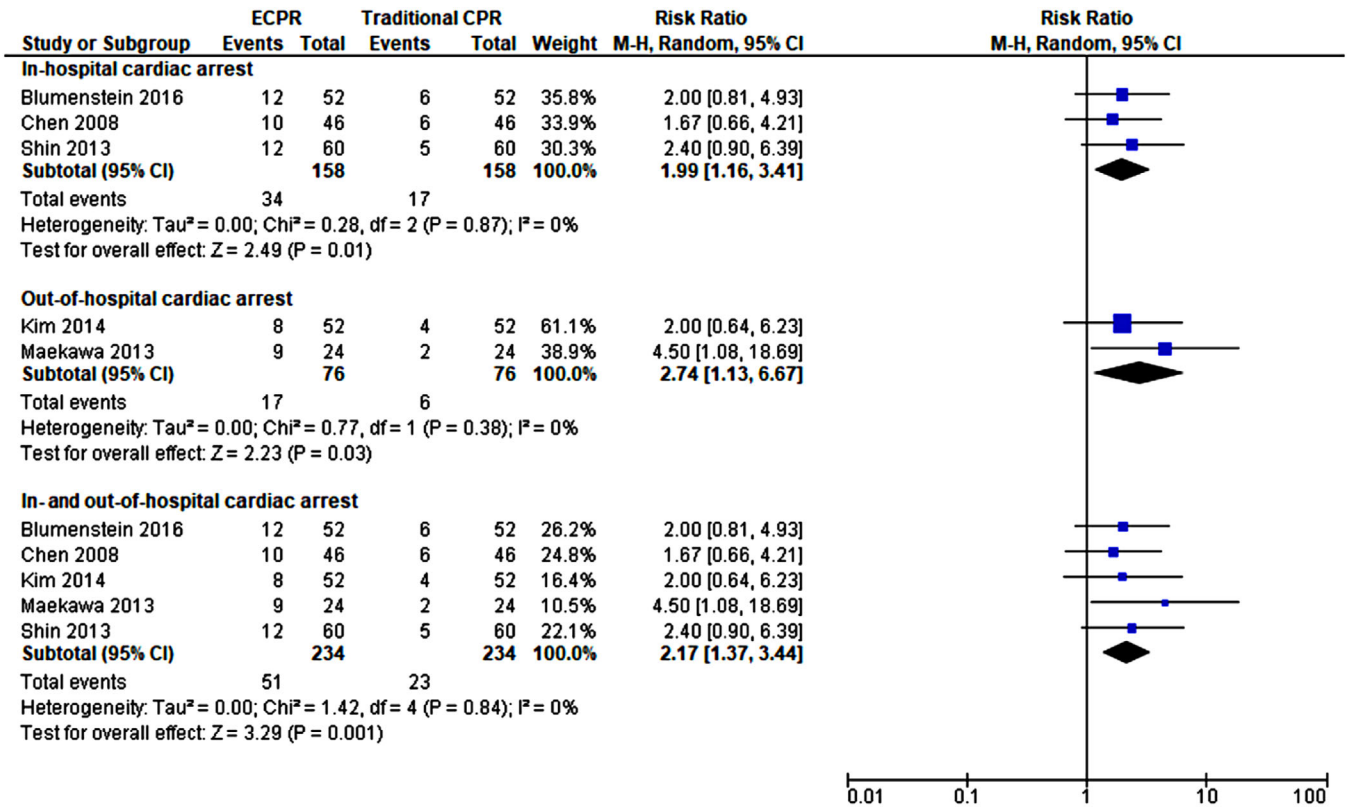 ECPR Traditional CPR Risk Ratio Risk Ratio
Study or Subgroup Events Total Events Total Weight M-H, Random, 95% CI M-H, Random, 95% CI
In-hospital cardiac arrest
Blumenstein 2016 12 52 6 52 35.8% 2.00 [0.81, 4.93]
Chen 2008 10 46 6 46 33.9% 1.67 [0.66, 4.21]
Shin 2013 12 60 5 60 30.3% 2.40 [0.90, 6.39]
Subtotal (95% CI) 158 158 100.0% 1.99 [1.16, 3.41]
Total events 34 17
Heterogeneity: Tau² = 0.00; Chi² = 0.28, df = 2 (P = 0.87); I² = 0%
Test for overall effect: Z = 2.49 (P = 0.01)
Out-of-hospital cardiac arrest
Kim 2014 8 52 4 52 61.1% 2.00 [0.64, 6.23]
Maekawa 2013 9 24 2 24 38.9% 4.50 [1.08, 18.69]
Subtotal (95% CI) 76 76 100.0% 2.74 [1.13, 6.67]
Total events 17 6
Heterogeneity: Tau² = 0.00; Chi² = 0.77, df = 1 (P = 0.38); I² = 0%
Test for overall effect: Z = 2.23 (P = 0.03)
In- and out-of-hospital cardiac arrest
Blumenstein 2016 12 52 6 52 26.2% 2.00 [0.81, 4.93]
Chen 2008 10 46 6 46 24.8% 1.67 [0.66, 4.21]
Kim 2014 8 52 4 52 16.4% 2.00 [0.64, 6.23]
Maekawa 2013 9 24 2 24 10.5% 4.50 [1.08, 18.69]
Shin 2013 12 60 5 60 22.1% 2.40 [0.90, 6.39]
Subtotal (95% CI) 234 234 100.0% 2.17 [1.37, 3.44]
Total events 51 23
Heterogeneity: Tau² = 0.00; Chi² = 1.42, df = 4 (P = 0.84); I² = 0%
Test for overall effect: Z = 3.29 (P = 0.001)
0.01 0.1 1 10 100